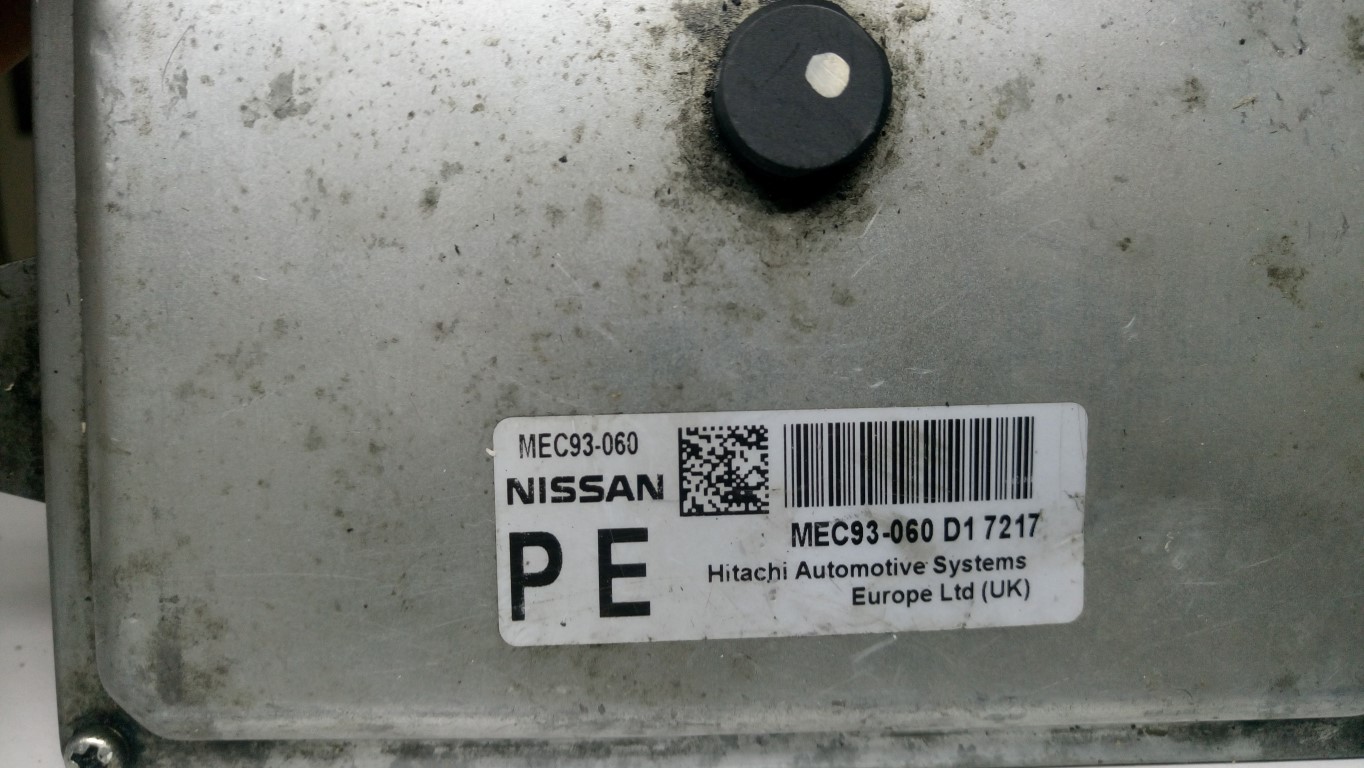 MEC93-060
NISSAN
P E
MEC93-060 D1 7217
Hitachi Automotive Systems
Europe Ltd (UK)